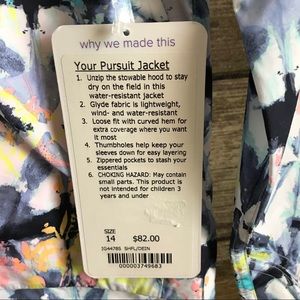 why we made this
Your Pursuit Jacket
1. Unzip the stowable hood to stay
dry on the field in this
water-resistant jacket
2. Glyde fabric is lightweight,
wind- and water-resistant
3. Loose fit with curved hem for
extra coverage where you want
it most
4. Thumbholes help keep your
sleeves down for easy layering
5. Zippered pockets to stash your
essentials
6. CHOKING HAZARD: May contain
small parts. This product is
not intended for children 3
years and under
SIZE
14 $82.00
IG4478S SHFL/DEIN
000003749683